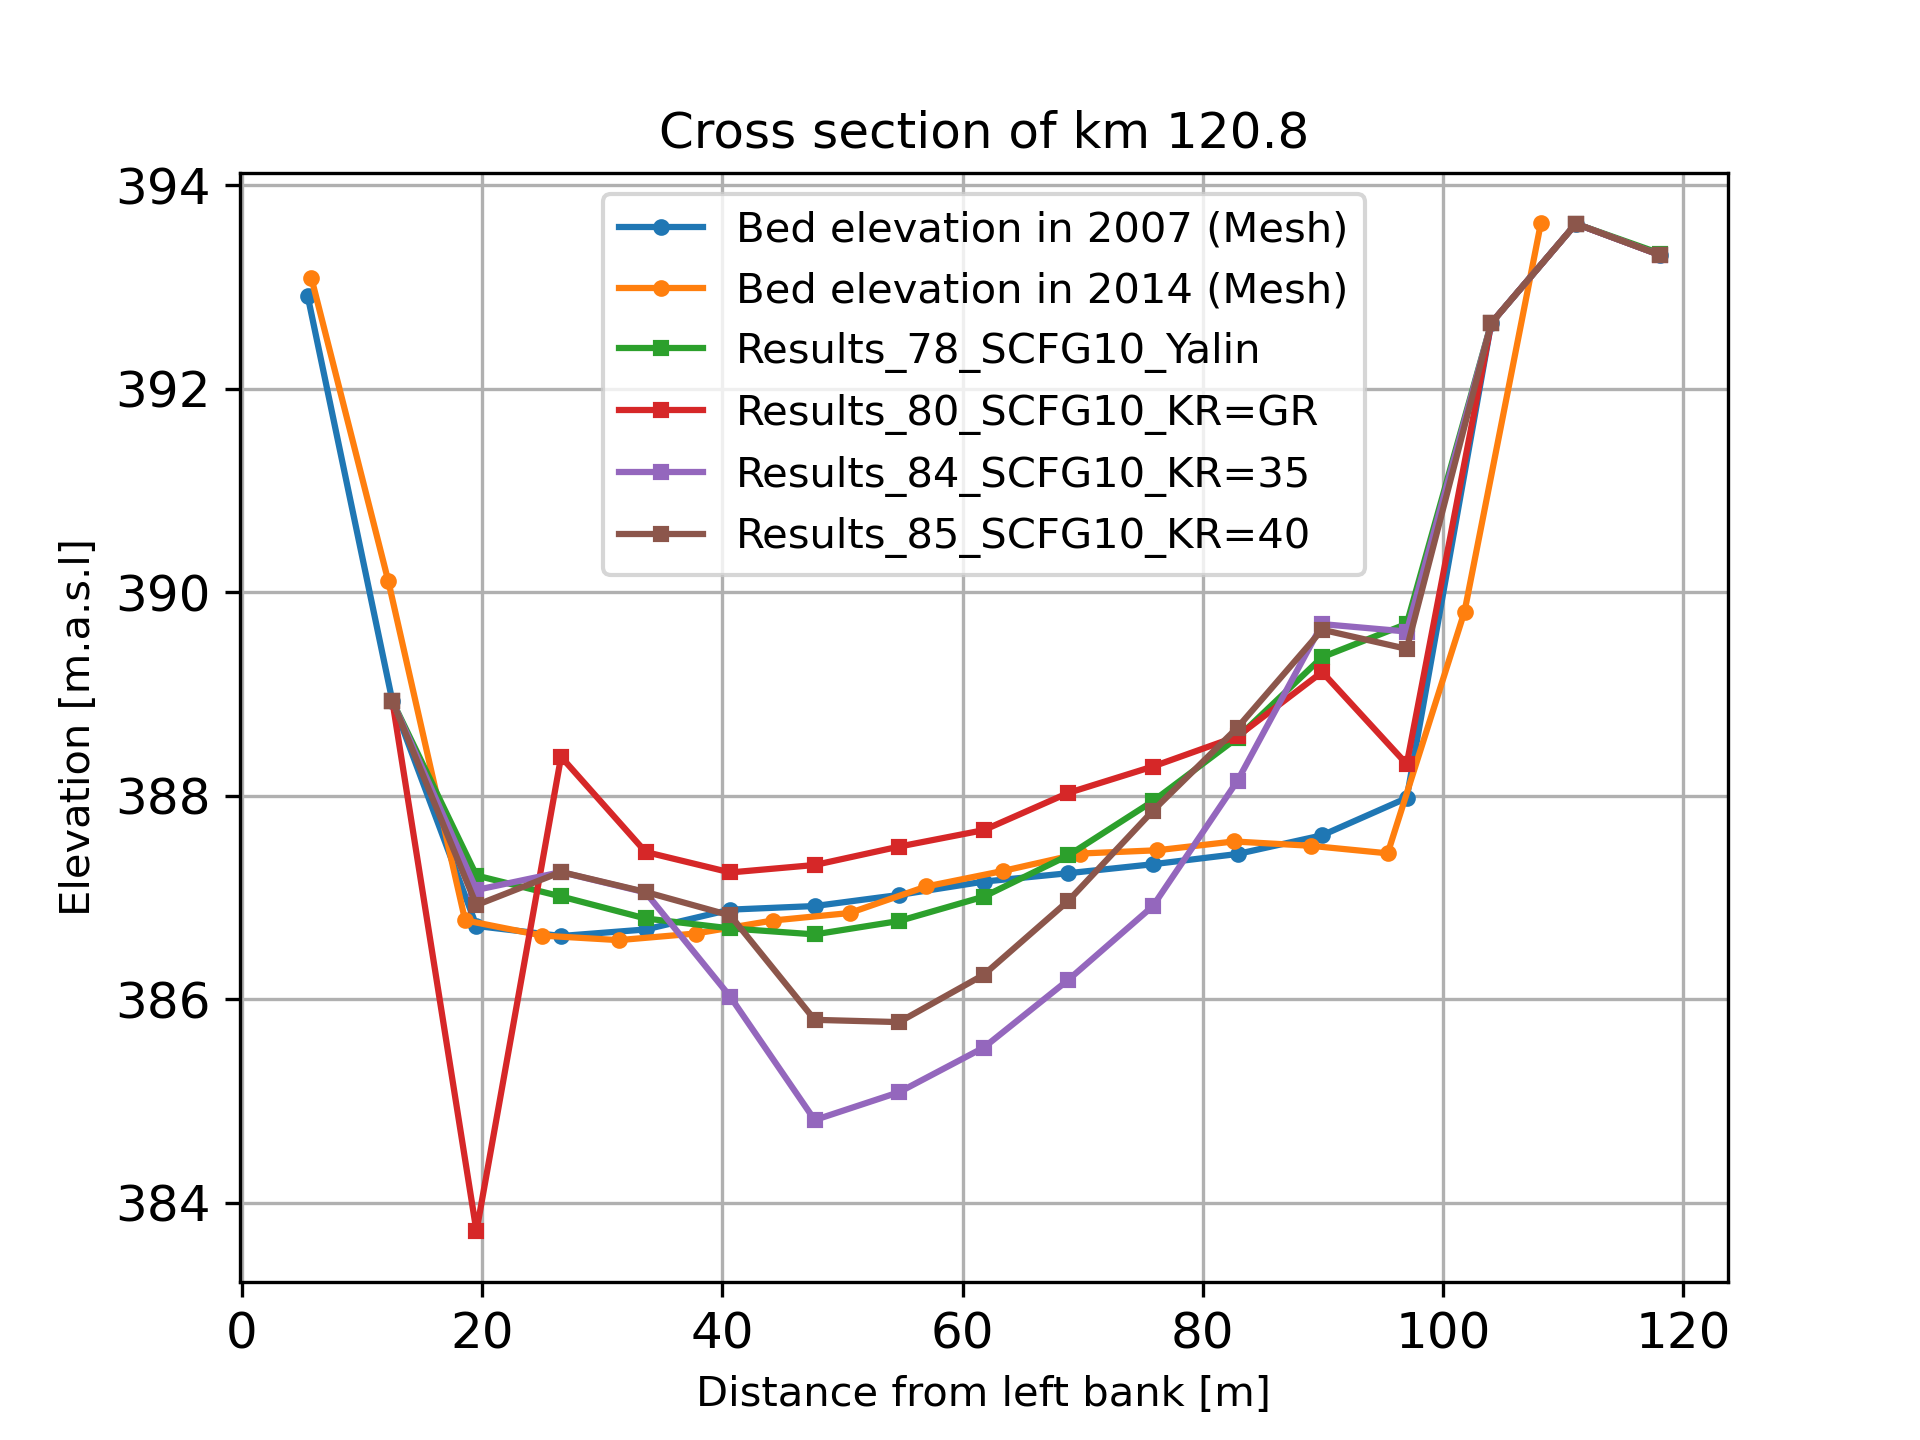 Cross section of km 120.8
394
392
390
388
386
384
Elevation [m.a.s.l]
Bed elevation in 2007 (Mesh)
Bed elevation in 2014 (Mesh)
Results_78_SCFG10_Yalin
Results_80_SCFG10_KR=GR
Results_84_SCFG10_KR=35
Results_85_SCFG10_KR=40
0 20 40 60 80 100 120
Distance from left bank [m]